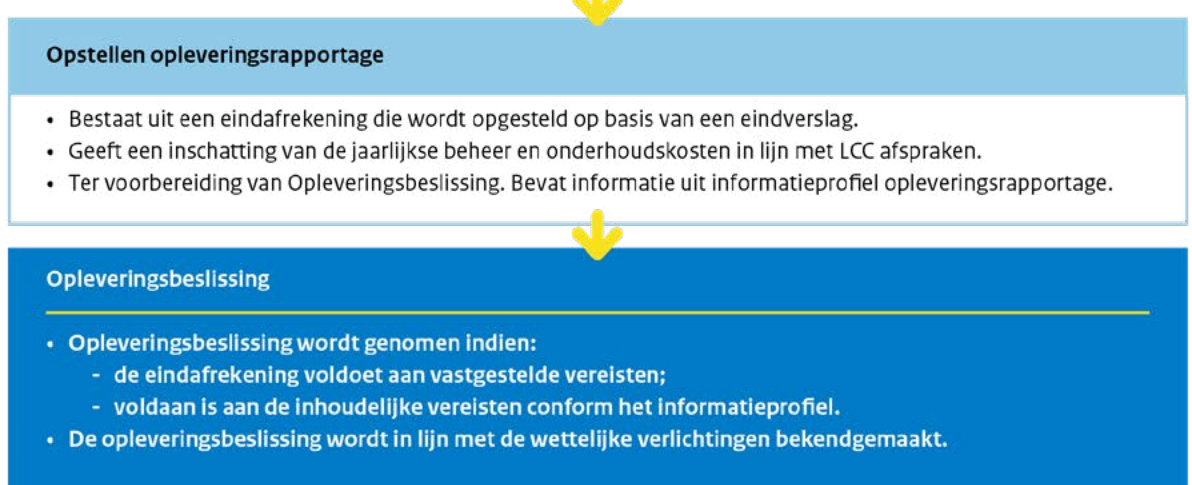 Opstellen opleveringsrapportage
• Bestaat uit een eindafrekening die wordt opgesteld op basis van een eindverslag.
• Geeft een inschatting van de jaarlijkse beheer en onderhoudskosten in lijn met LCC afspraken.
• Ter voorbereiding van Opleveringsbeslissing. Bevat informatie uit informatieprofiel opleveringsrapportage.
Opleveringsbeslissing
• Opleveringsbeslissing wordt genomen indien:
- de eindafrekening voldoet aan vastgestelde vereisten;
- voldaan is aan de inhoudelijke vereisten conform het informatieprofiel.
• De opleveringsbeslissing wordt in lijn met de wettelijke verlichtingen bekendgemaakt.